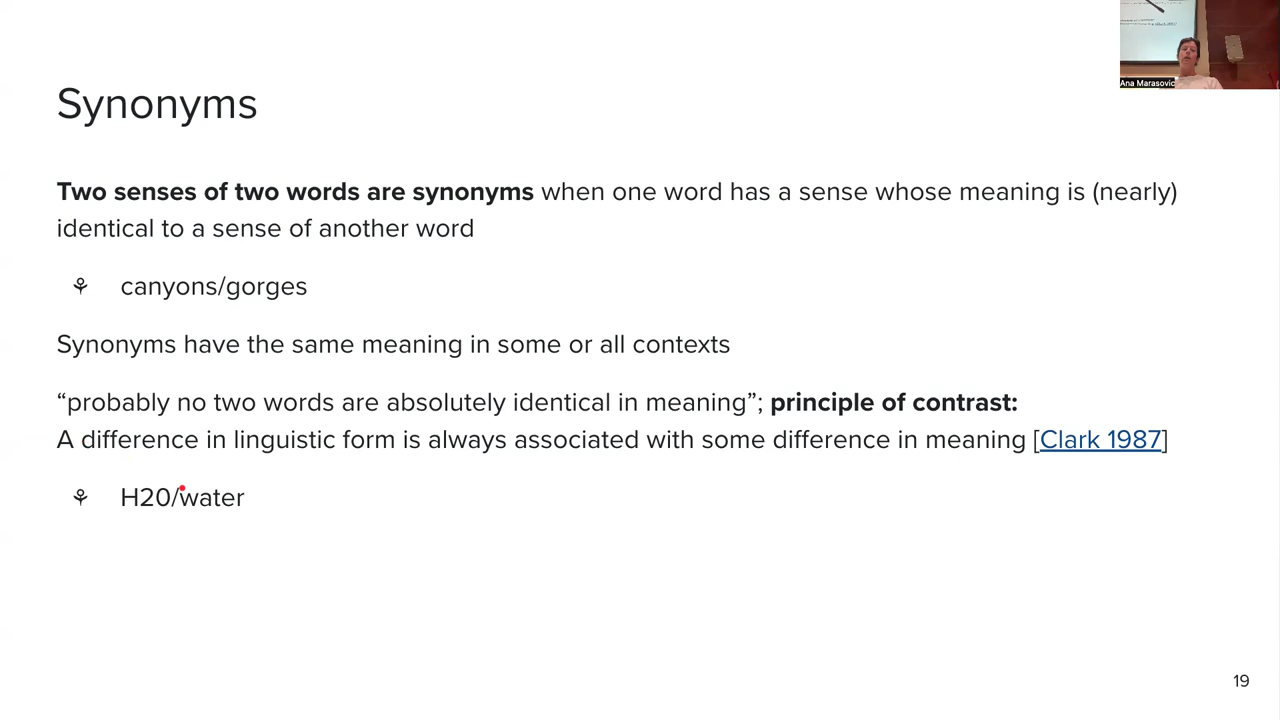 Ana Marasovic
Synonyms
Two senses of two words are synonyms when one word has a sense whose meaning is (nearly)
identical to a sense of another word
canyons/gorges
Synonyms have the same meaning in some or all contexts
“probably no two words are absolutely identical in meaning”; principle of contrast:
A difference in linguistic form is always associated with some difference in meaning [Clark 1987]
H20/water
19